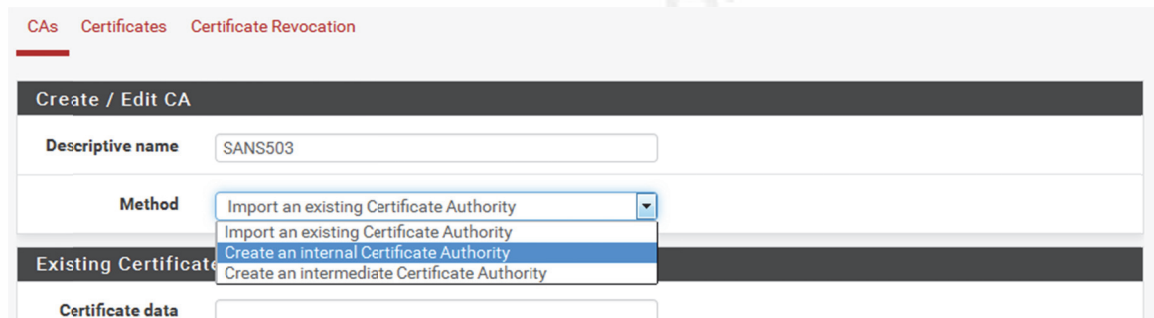 CAs Certificates Certificate Revocation
Create / Edit CA
Descriptive name SANS503
Method Import an existing Certificate Authority
Import an existing Certificate Authority
Create an internal Certificate Authority
Existing Certificate
Create an intermediate Certificate Authority
Certificate data